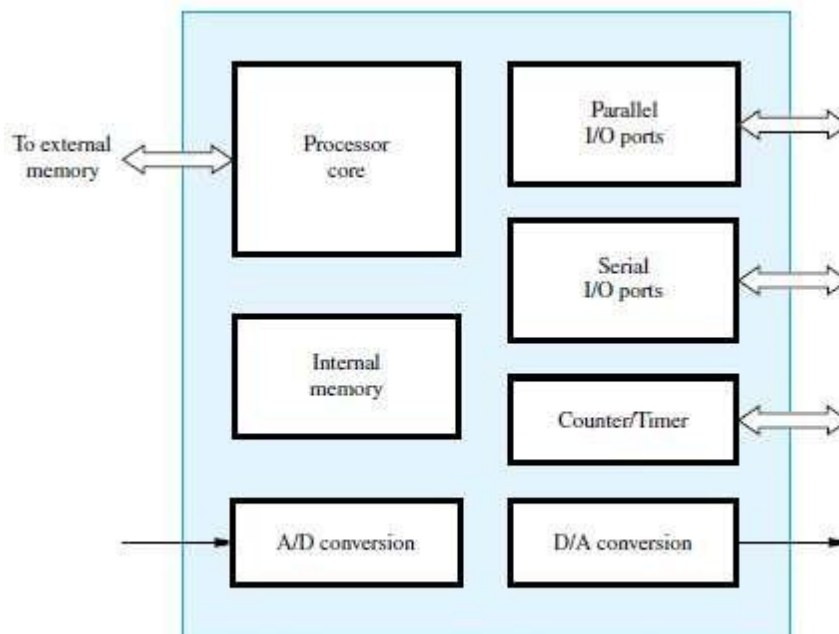 To external
memory
Processor
core
Parallel
I/O ports
Serial
I/O ports
Internal
memory
Counter/Timer
A/D conversion
D/A conversion